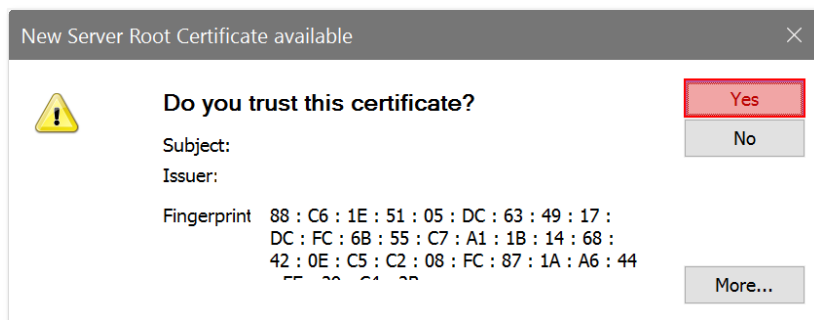 New Server Root Certificate available
Do you trust this certificate?
Yes
No
Subject:
Issuer:
Fingerprint 88 : C6 : 1E : 51 : 05 : DC : 63 : 49 : 17 :
DC : FC : 6B : 55 : C7 : A1 : 1B : 14 : 68 :
42 : 0E : C5 : C2 : 08 : FC : 87 : 1A : A6 : 44
More...